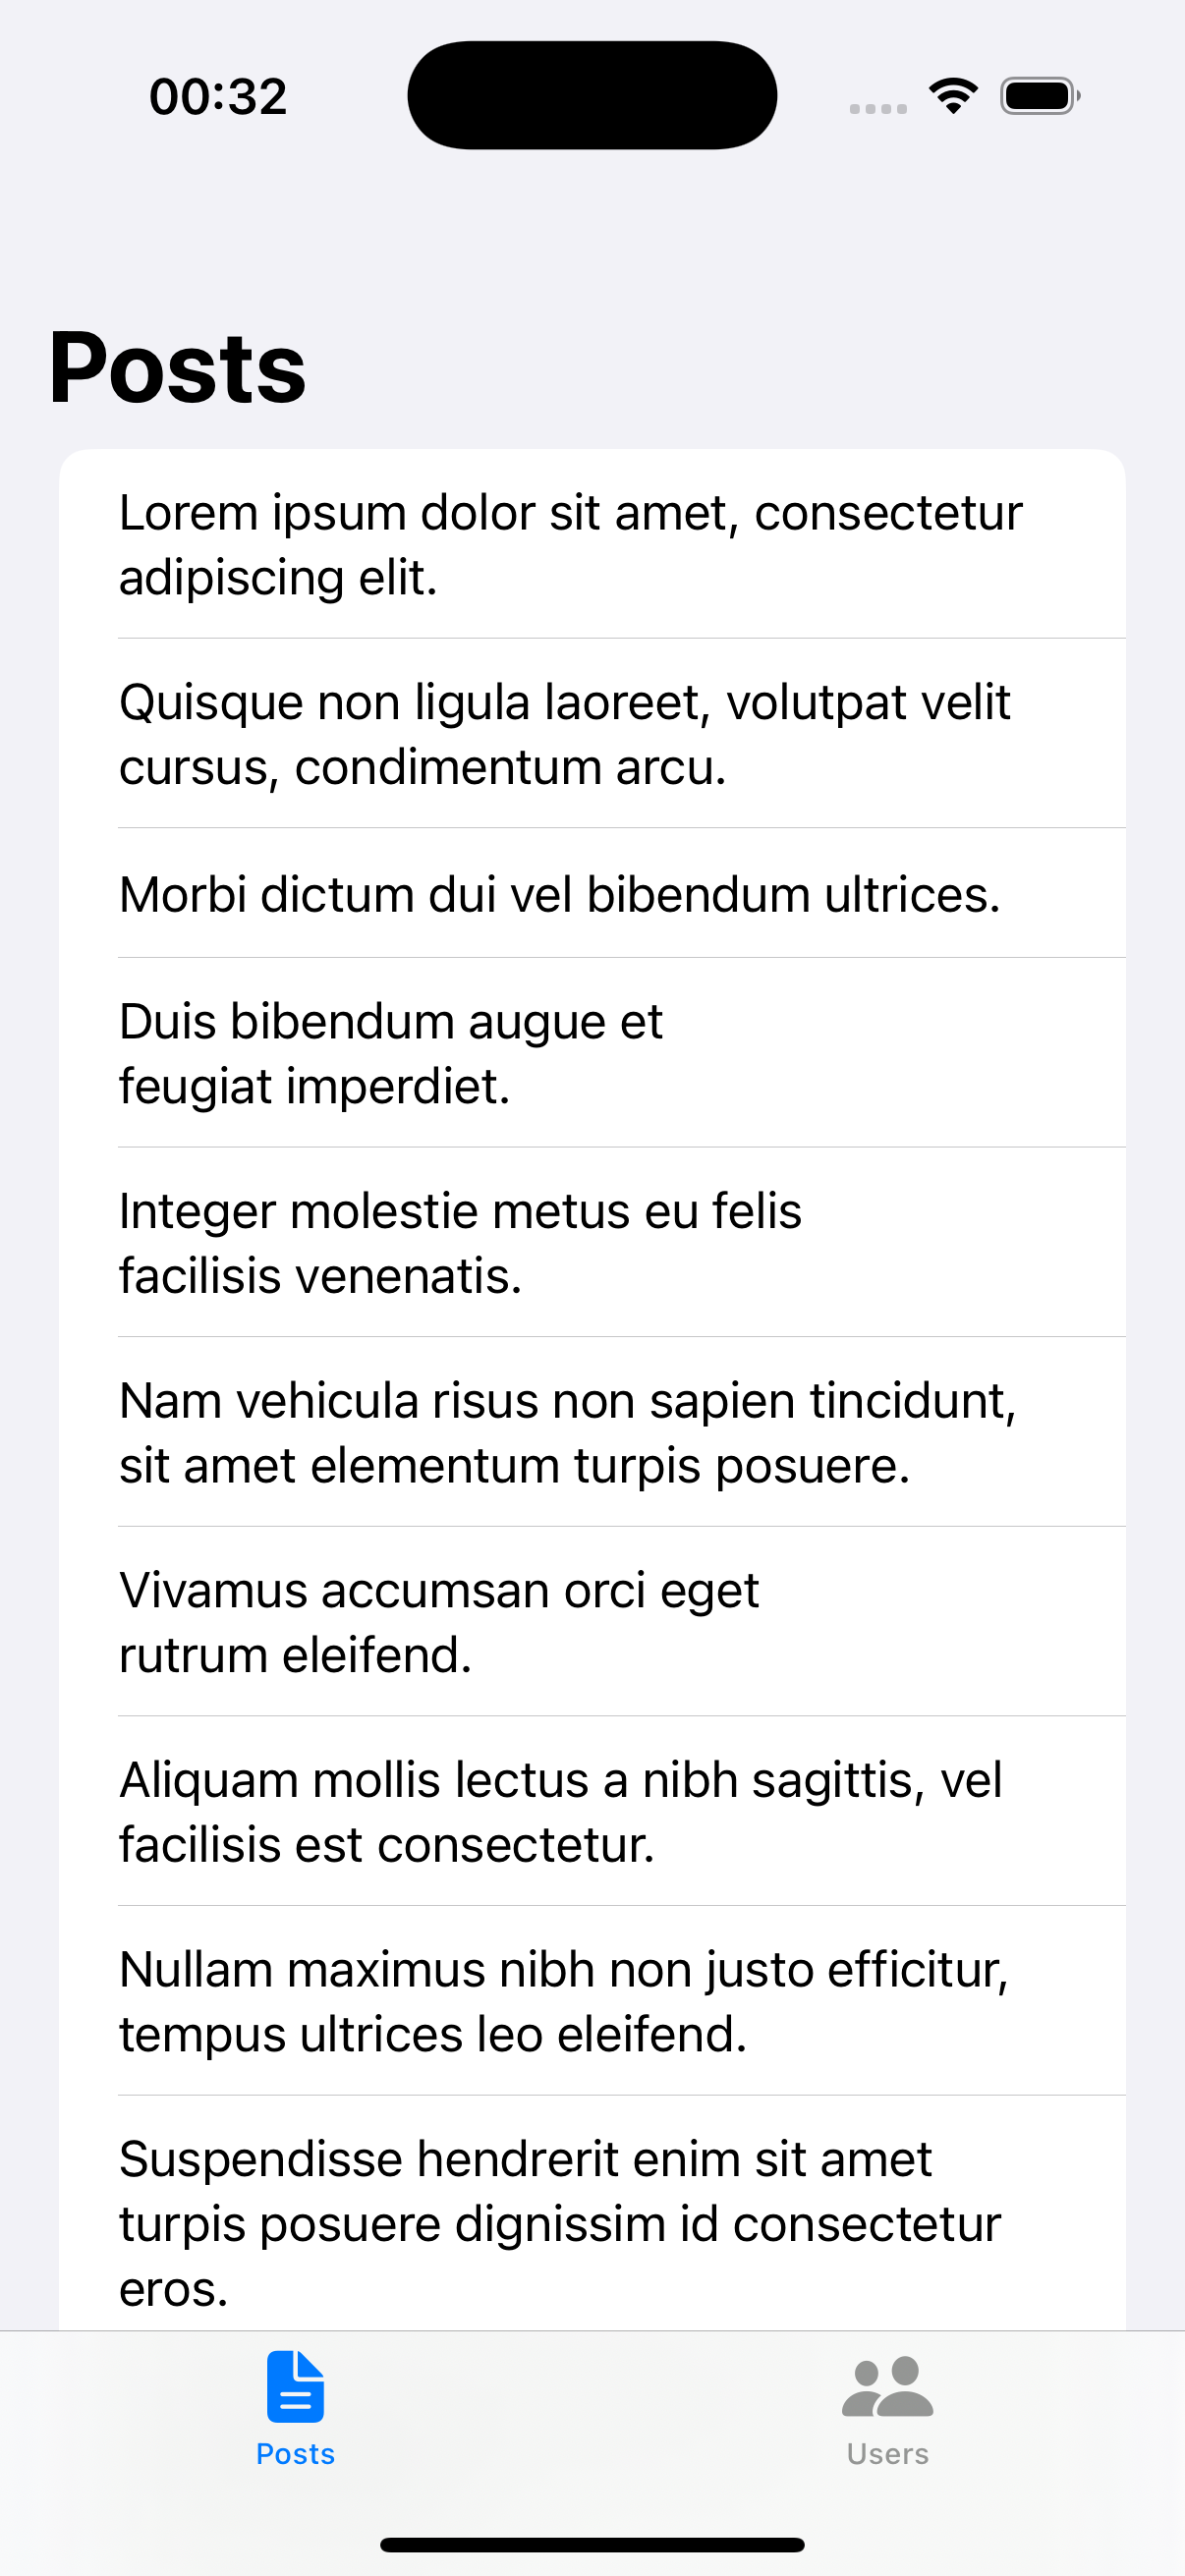 00:32
Posts
Lorem ipsum dolor sit amet, consectetur
adipiscing elit.
Quisque non ligula laoreet, volutpat velit
cursus, condimentum arcu.
Morbi dictum dui vel bibendum ultrices.
Duis bibendum augue et
feugiat imperdiet.
Integer molestie metus eu felis
facilisis venenatis.
Nam vehicula risus non sapien tincidunt,
sit amet elementum turpis posuere.
Vivamus accumsan orci eget
rutrum eleifend.
Aliquam mollis lectus a nibh sagittis, vel
facilisis est consectetur.
Nullam maximus nibh non justo efficitur,
tempus ultrices leo eleifend.
Suspendisse hendrerit enim sit amet
turpis posuere dignissim id consectetur
eros.
Posts
Users